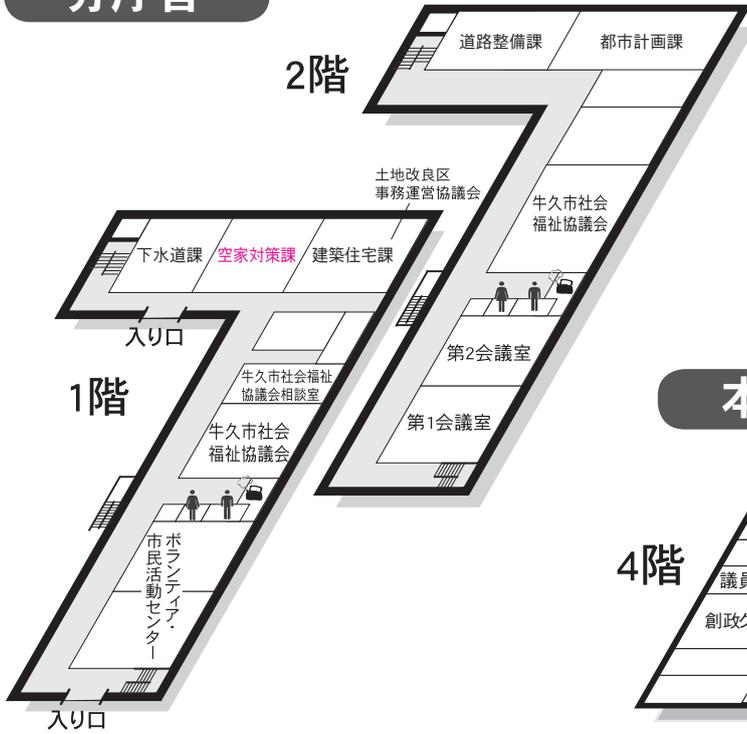 分庁舎
2階
道路整備課
都市計画課
土地改良区
事務運営協議会
牛久市社会
福祉協議会
第2会議室
第1会議室
下水道課
空家対策課
建築住宅課
入り口
1階
牛久市社会福祉
協議会相談室
牛久市社会
福祉協議会
ボランティア・
市民活動センター
入り口
本
4階
議員
創政